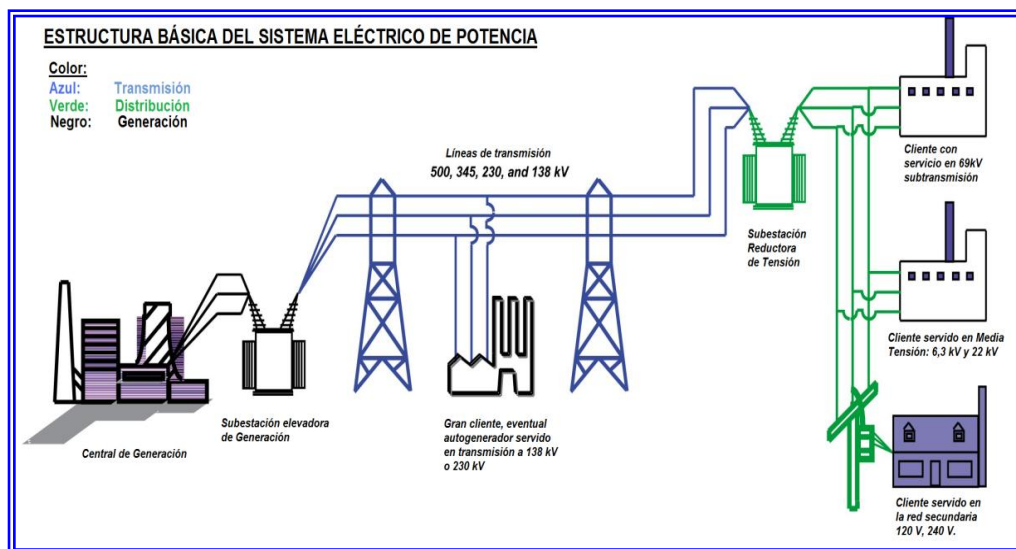 ESTRUCTURA BÁSICA DEL SISTEMA ELÉCTRICO DE POTENCIA
Color:
Azul: Transmisión
Verde: Distribución
Negro: Generación
Líneas de transmisión
500, 345, 230, and 138 kV
Cliente con
servicio en 69kV
subtransmisión
Subestación
Reductora
de Tensión
Cliente servido en Media
Tensión: 6,3 kV y 22 kV
Subestación elevadora
de Generación
Gran cliente, eventual
autogenerador servido
en transmisión a 138 kV
o 230 kV
Central de Generación
Cliente servido en
la red secundaria
120 V, 240 V.